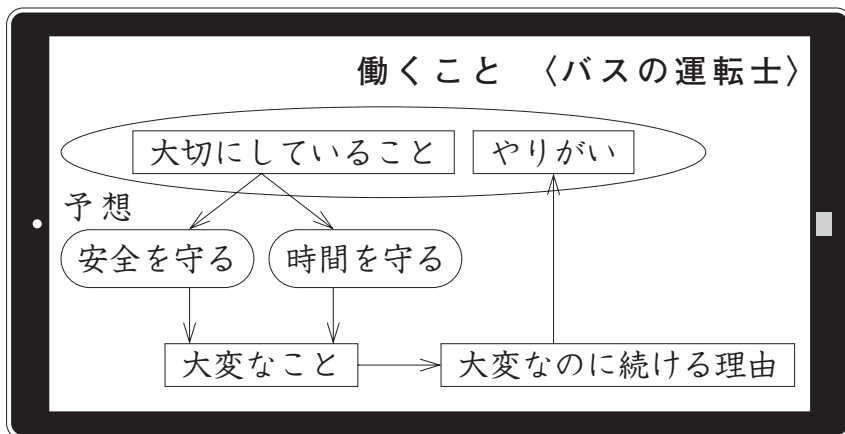 働くこと 〈バスの運転士〉
大切にしていること
やりがい
予想
安全を守る
時間を守る
大変なこと
大変なのに続ける理由